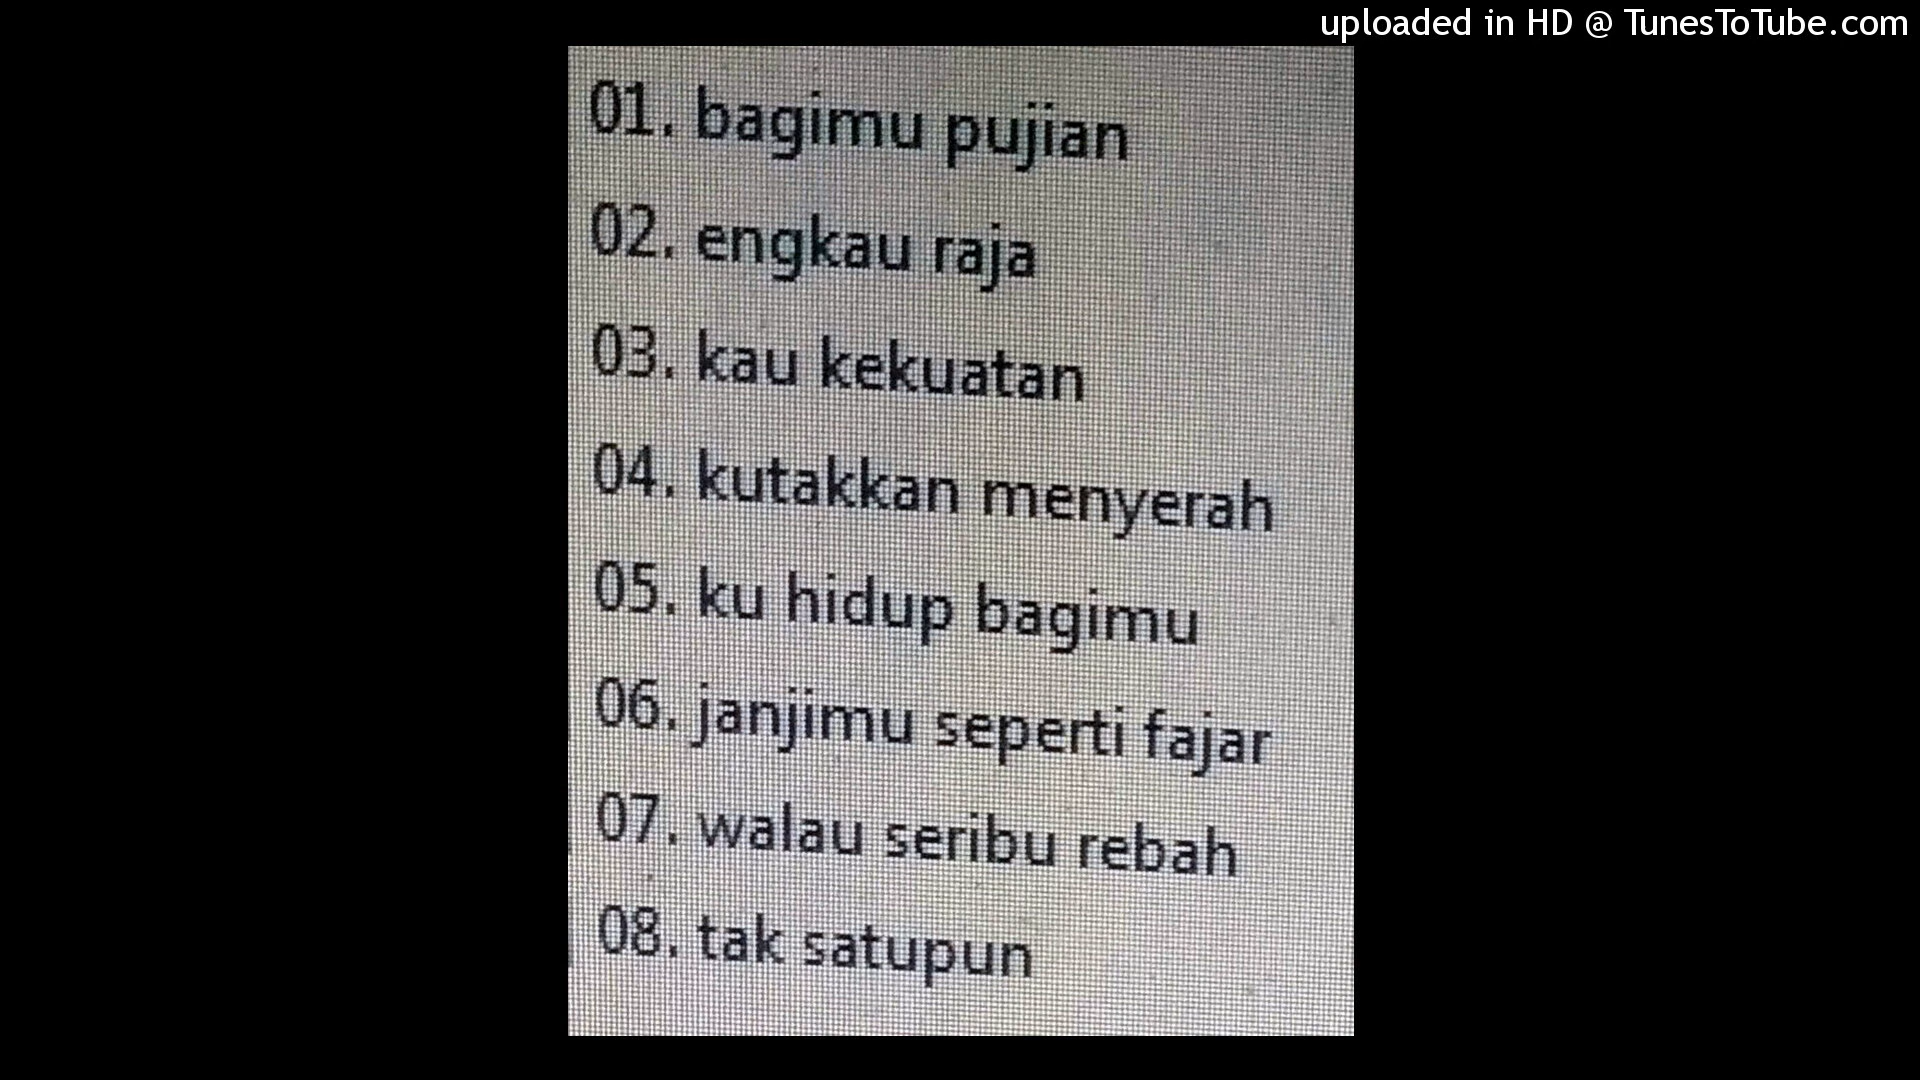 uploaded in HD @ TunesToTube.com
01. bagimu pujian
02. engkau raja
03. kau kekuatan
04. kutakkan menyerah
05. ku hidup bagimu
06. janjimu seperti fajar
07. walau seribu rebah
08. tak satupun